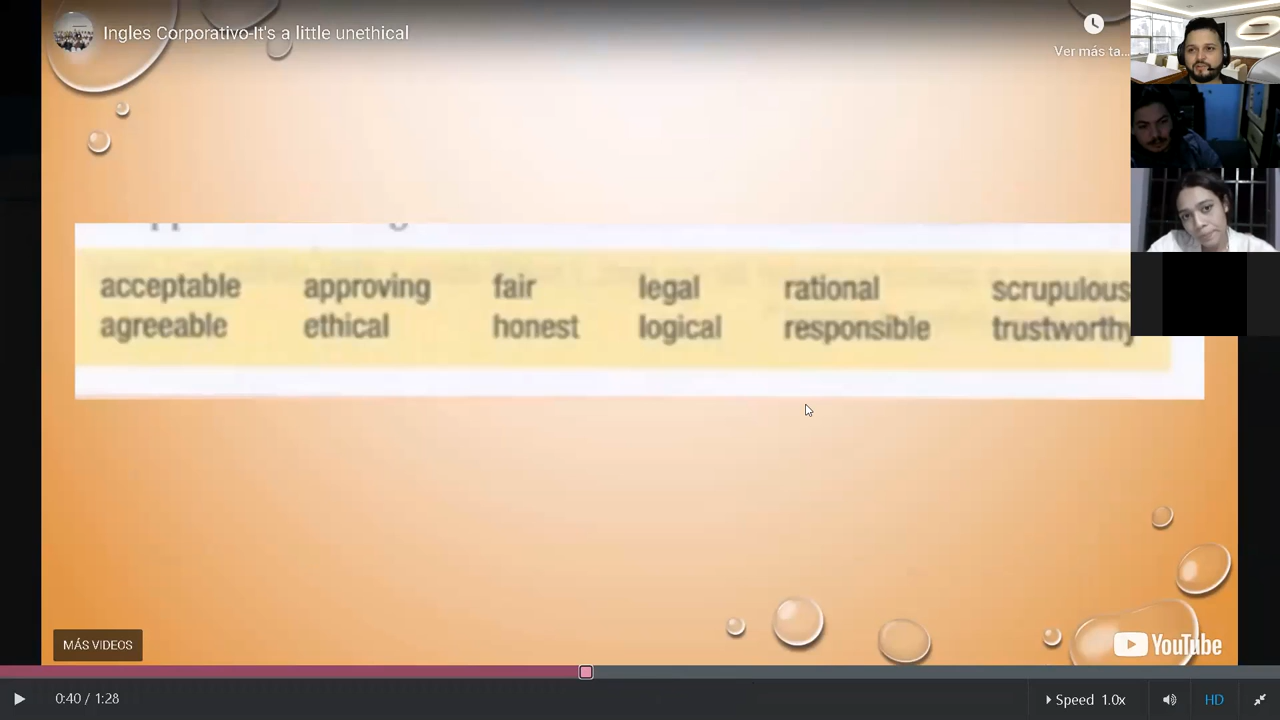 Ingles Corporativo-It's a little unethical
Ver más ta...
acceptable approving fair legal rational scrupulous
agreeable ethical honest logical responsible trustworthy
MÁS VIDEOS
YouTube
0:40 / 1:28
Speed 1.0x
HD